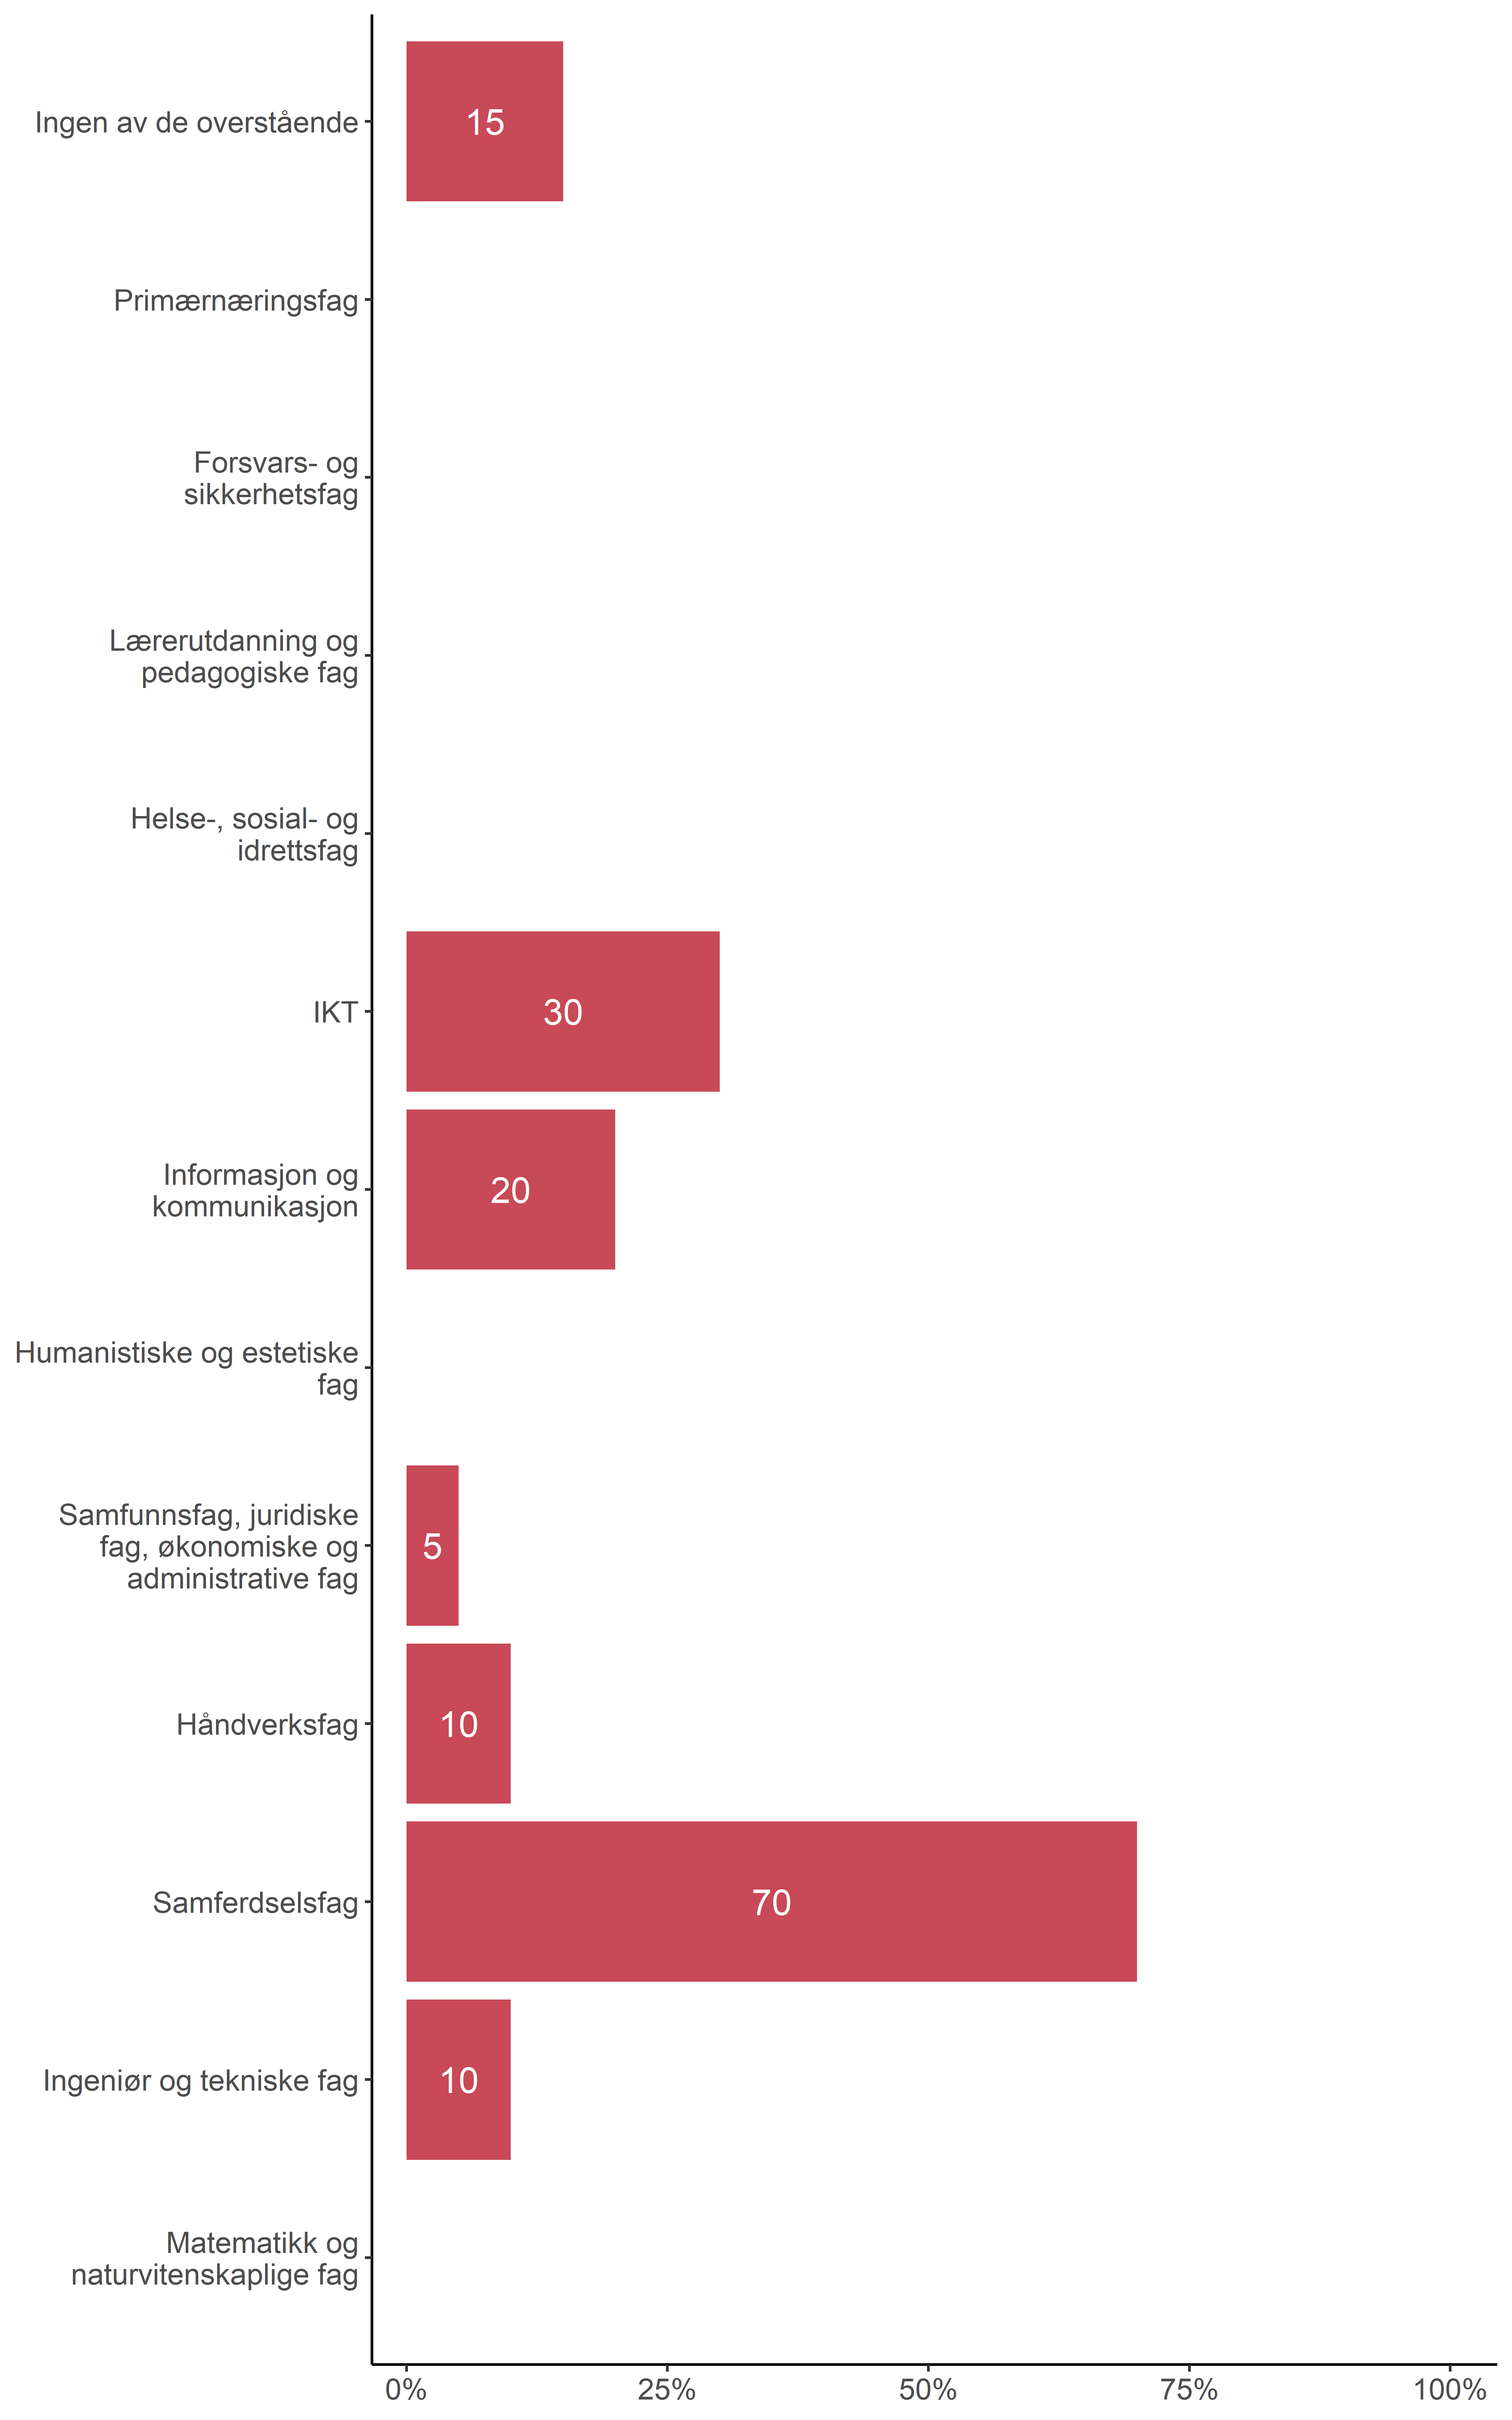 Ingen av de overstående
15
Primærnæringsfag
Forsvars- og
sikkerhetsfag
Lærerutdanning og
pedagogiske fag
Helse-, sosial- og
idrettsfag
IKT
30
Informasjon og
kommunikasjon
20
Humanistiske og estetiske
fag
Samfunnsfag, juridiske
fag, økonomiske og
administrative fag
5
Håndverksfag
10
Samferdselsfag
70
Ingeniør og tekniske fag
10
Matematikk og
naturvitenskaplige fag
0% 25% 50% 75% 100%